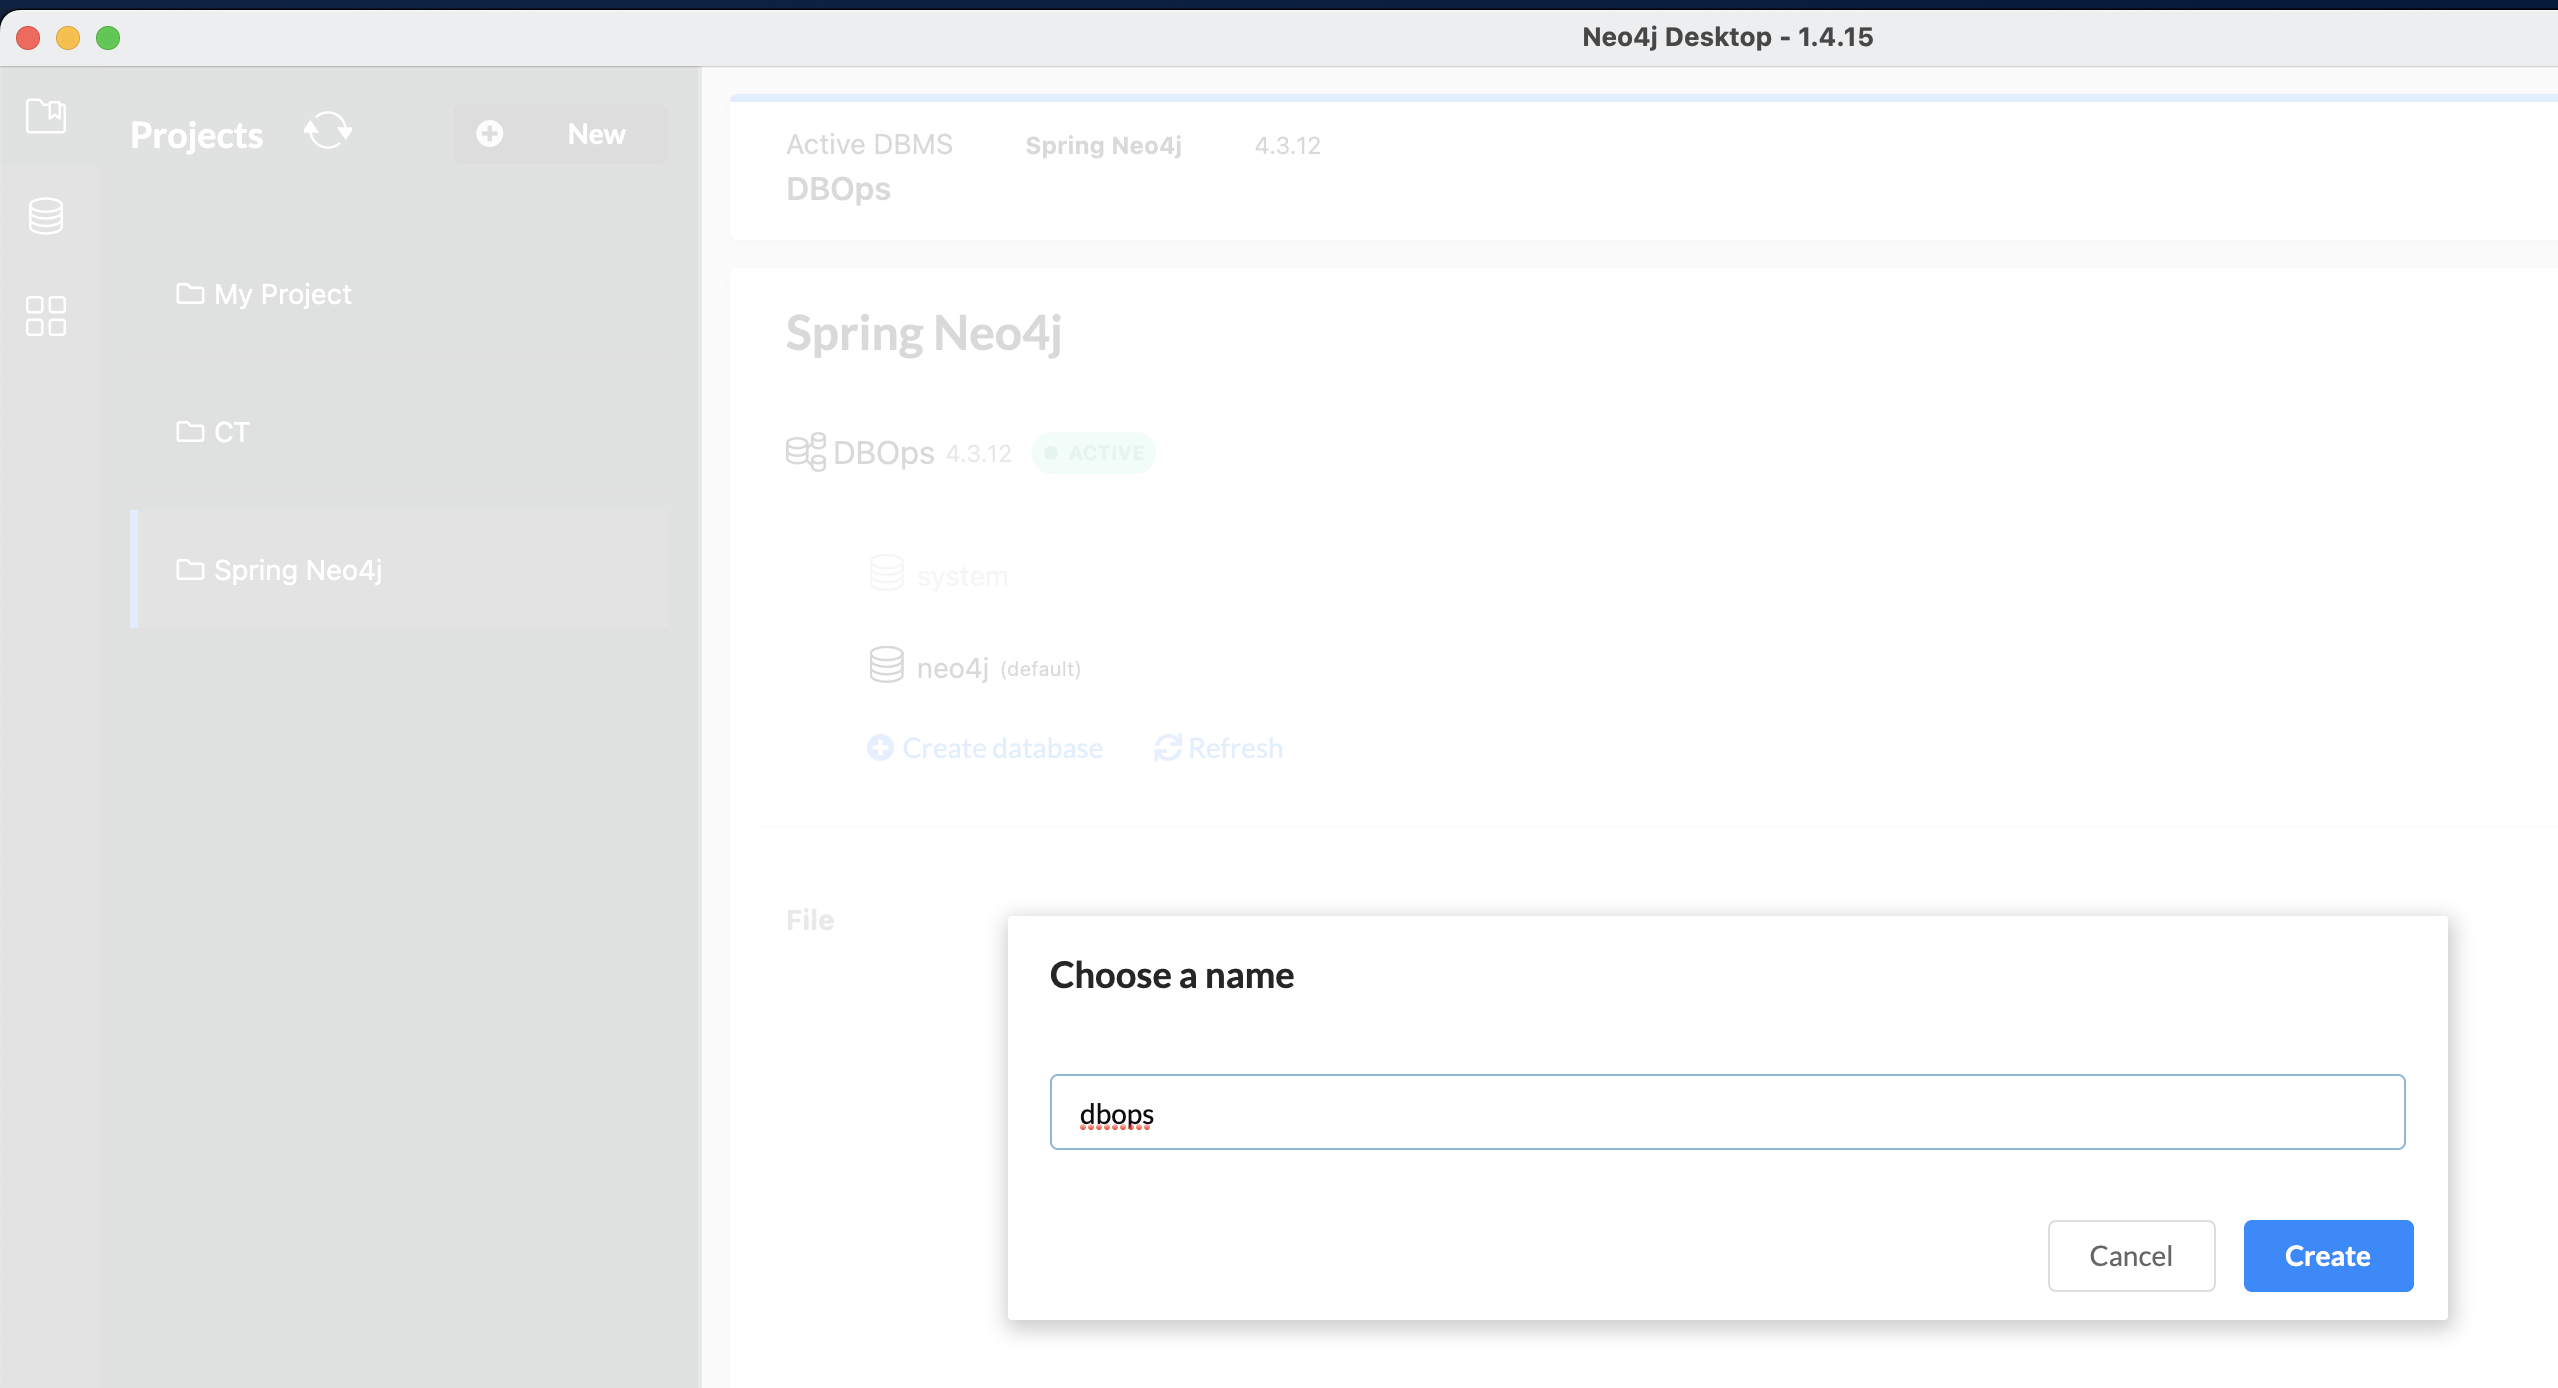 Neo4j Desktop - 1.4.15
Projects
New
My Project
CT
Spring Neo4j
Active DBMS Spring Neo4j 4.3.12
DBOps
Spring Neo4j
DBOps 4.3.12 ACTIVE
system
neo4j (default)
Create database Refresh
File
Choose a name
dbops
Cancel Create